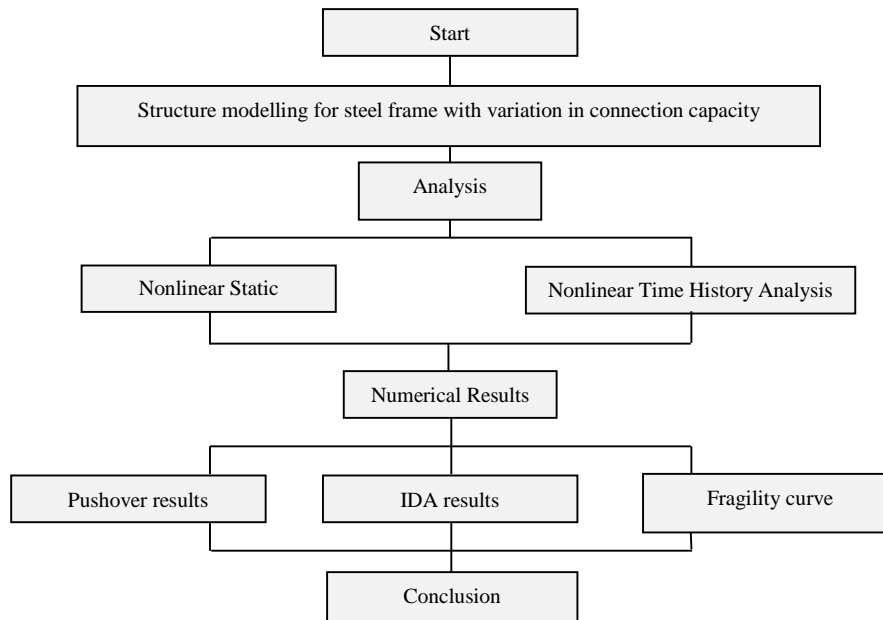 Start
Structure modelling for steel frame with variation in connection capacity
Analysis
Nonlinear Static
Nonlinear Time History Analysis
Numerical Results
Pushover results
IDA results
Fragility curve
Conclusion